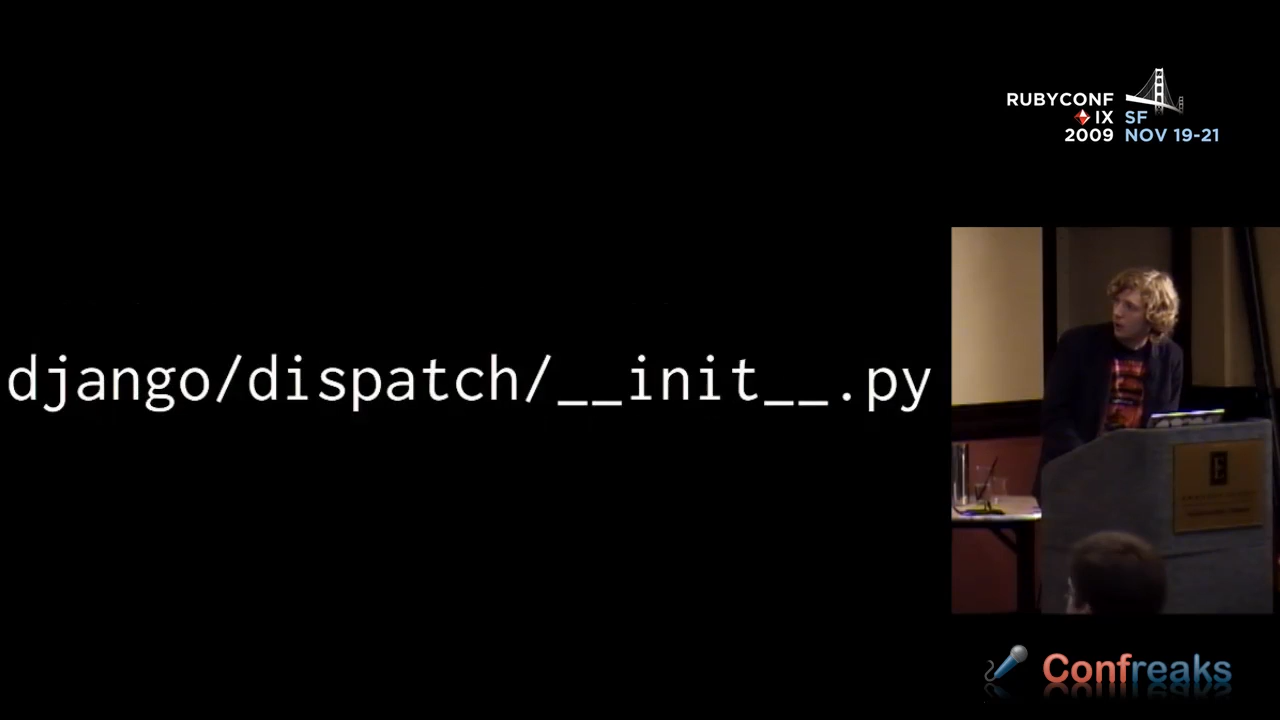 RUBYCONF
IX SF
2009 NOV 19-21
django/dispatch/__init__.py
E
Confreaks